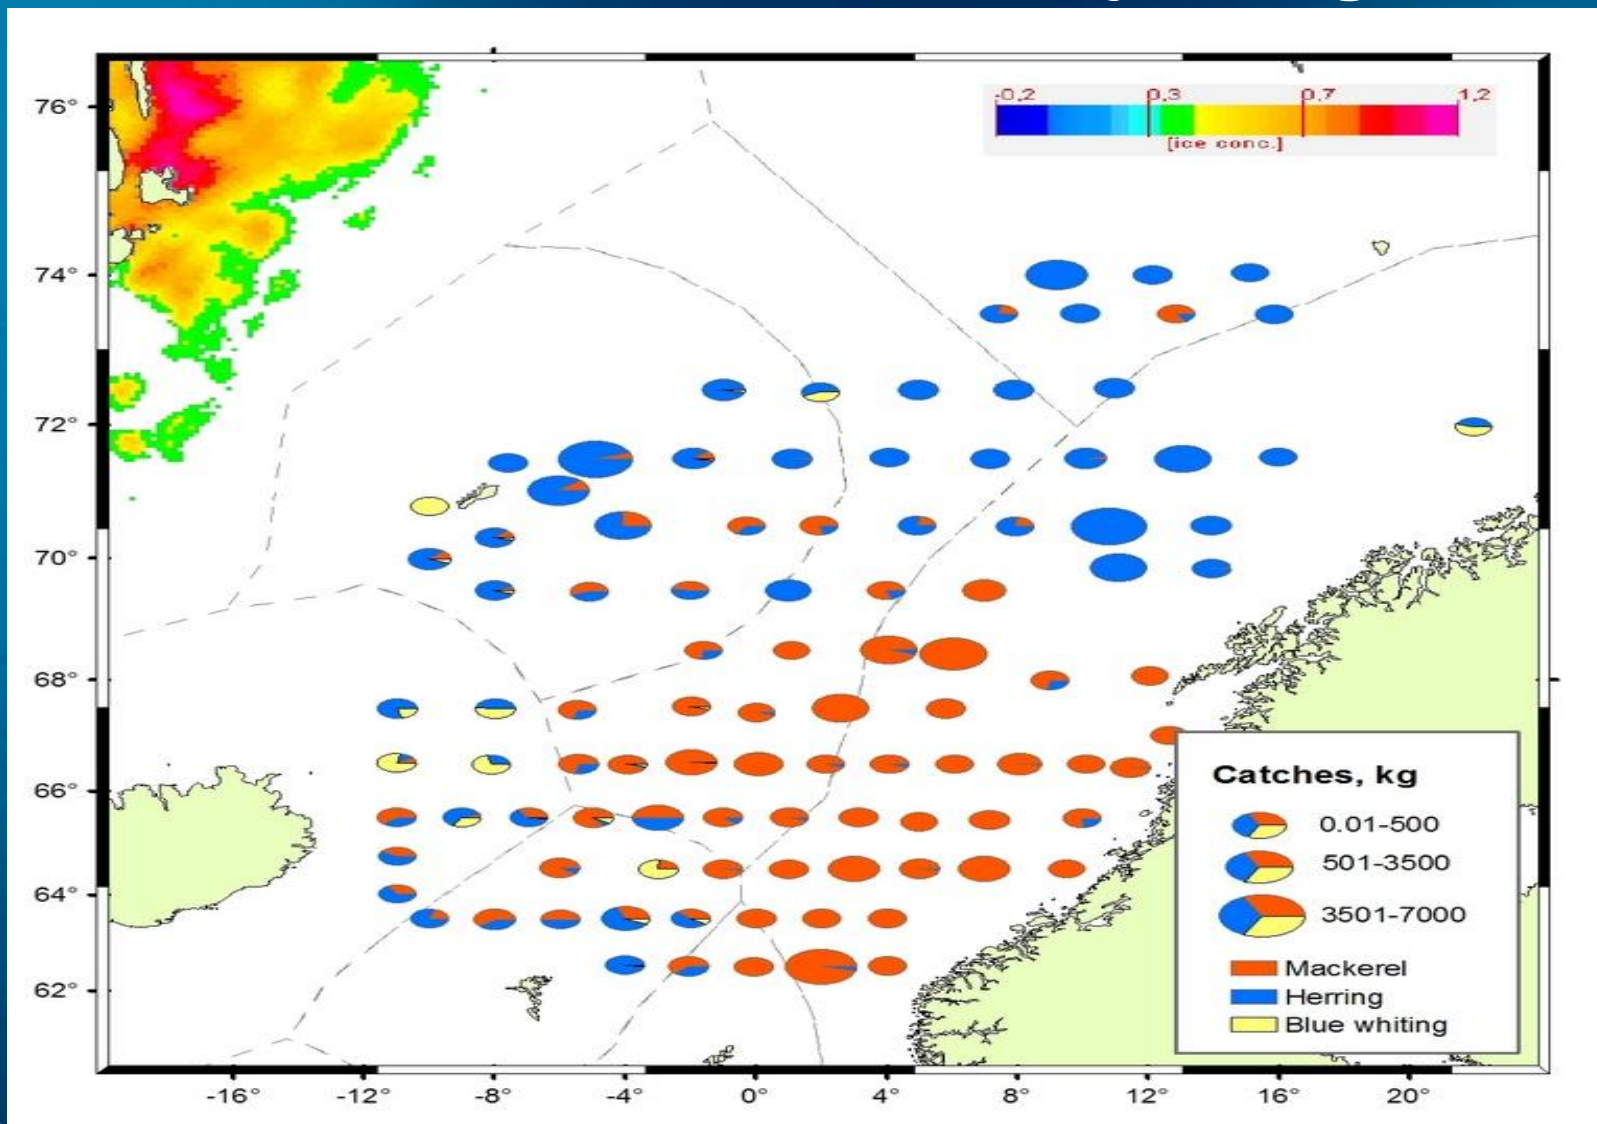 76°
74°
72°
70°
68°
66°
64°
62°
-0,2 0,3 0,7 1,2
[ice conc.]
Catches, kg
0.01-500
501-3500
3501-7000
Mackerel
Herring
Blue whiting
-16° -12° -8° -4° 0° 4° 8° 12° 16° 20°